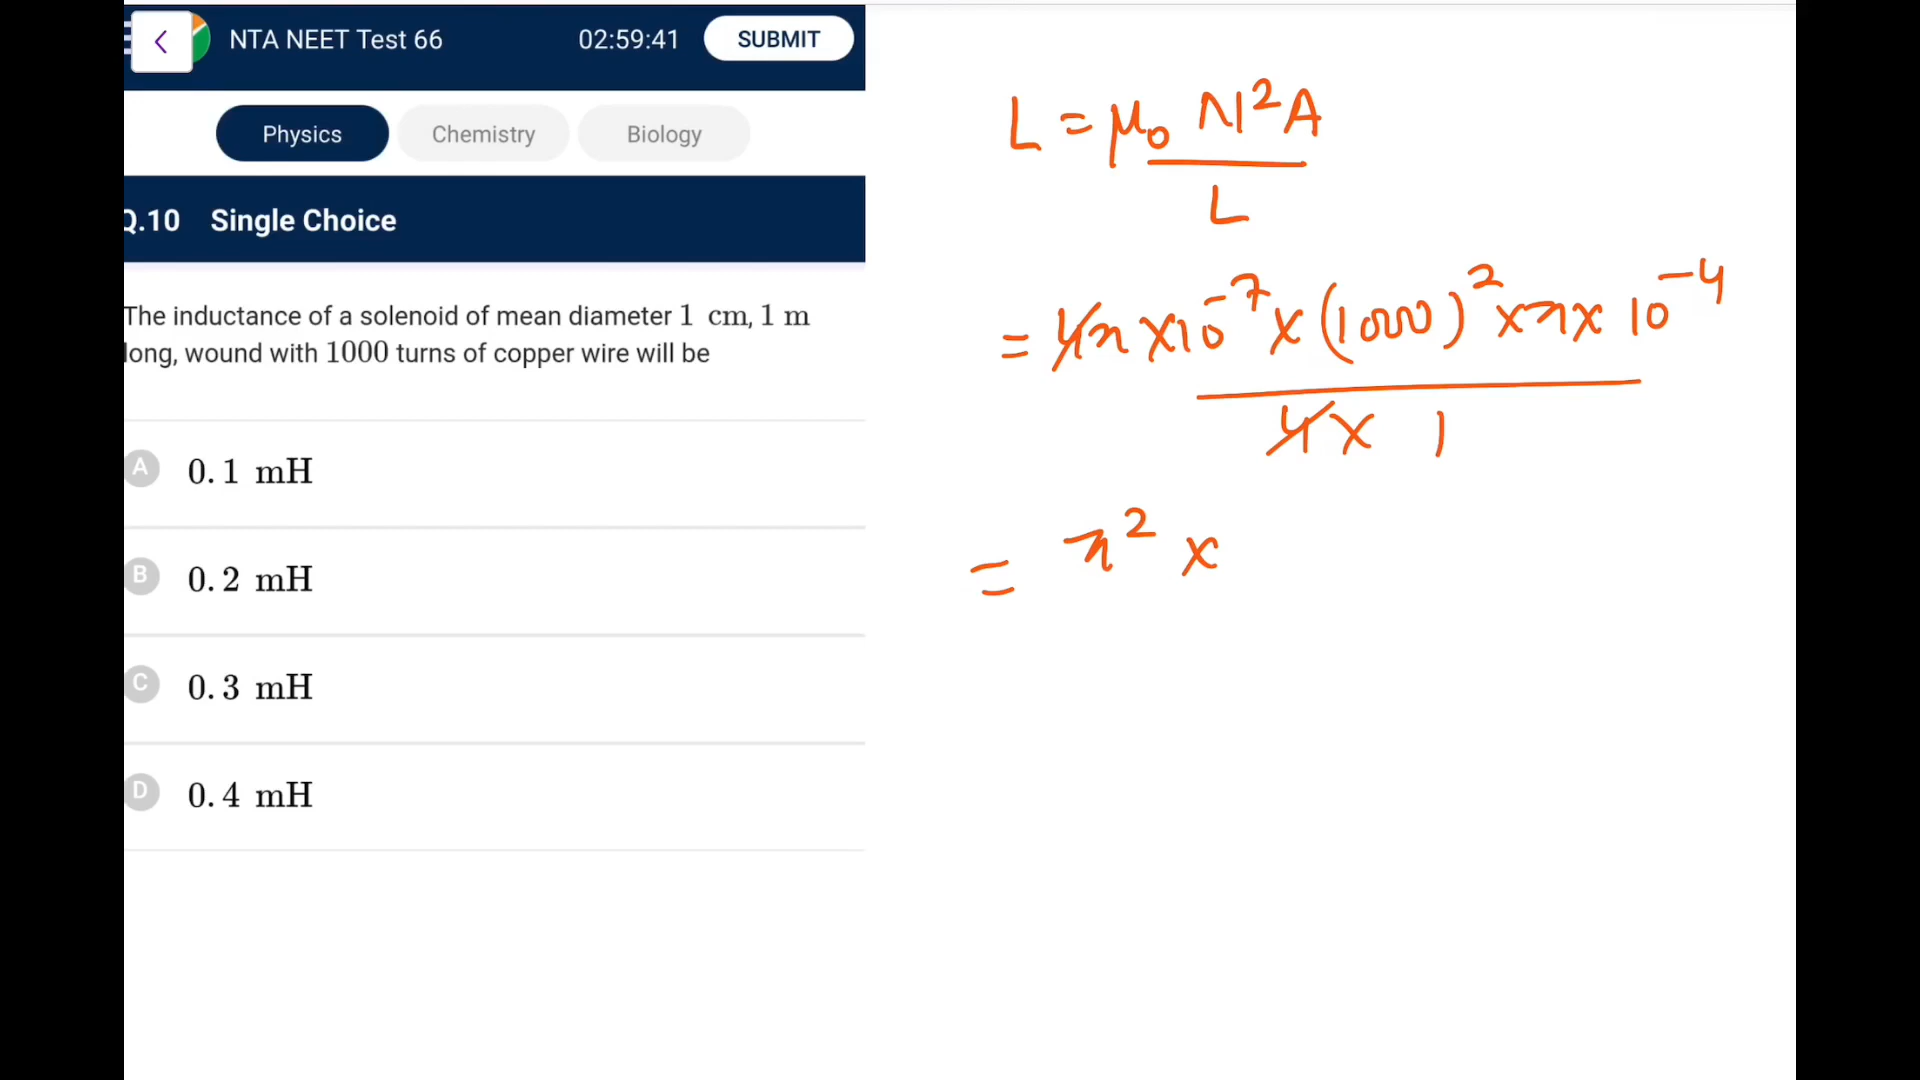 NTA NEET Test 66 02:59:41 SUBMIT
Physics Chemistry Biology
Q.10 Single Choice
The inductance of a solenoid of mean diameter 1 cm, 1 m
long, wound with 1000 turns of copper wire will be
A 0.1 mH
B 0.2 mH
C 0.3 mH
D 0.4 mH
L = μ₀ N²A
L
= 4π x10⁻⁷ x (1000)² x π x 10⁻⁴
4 x 1
= π² x